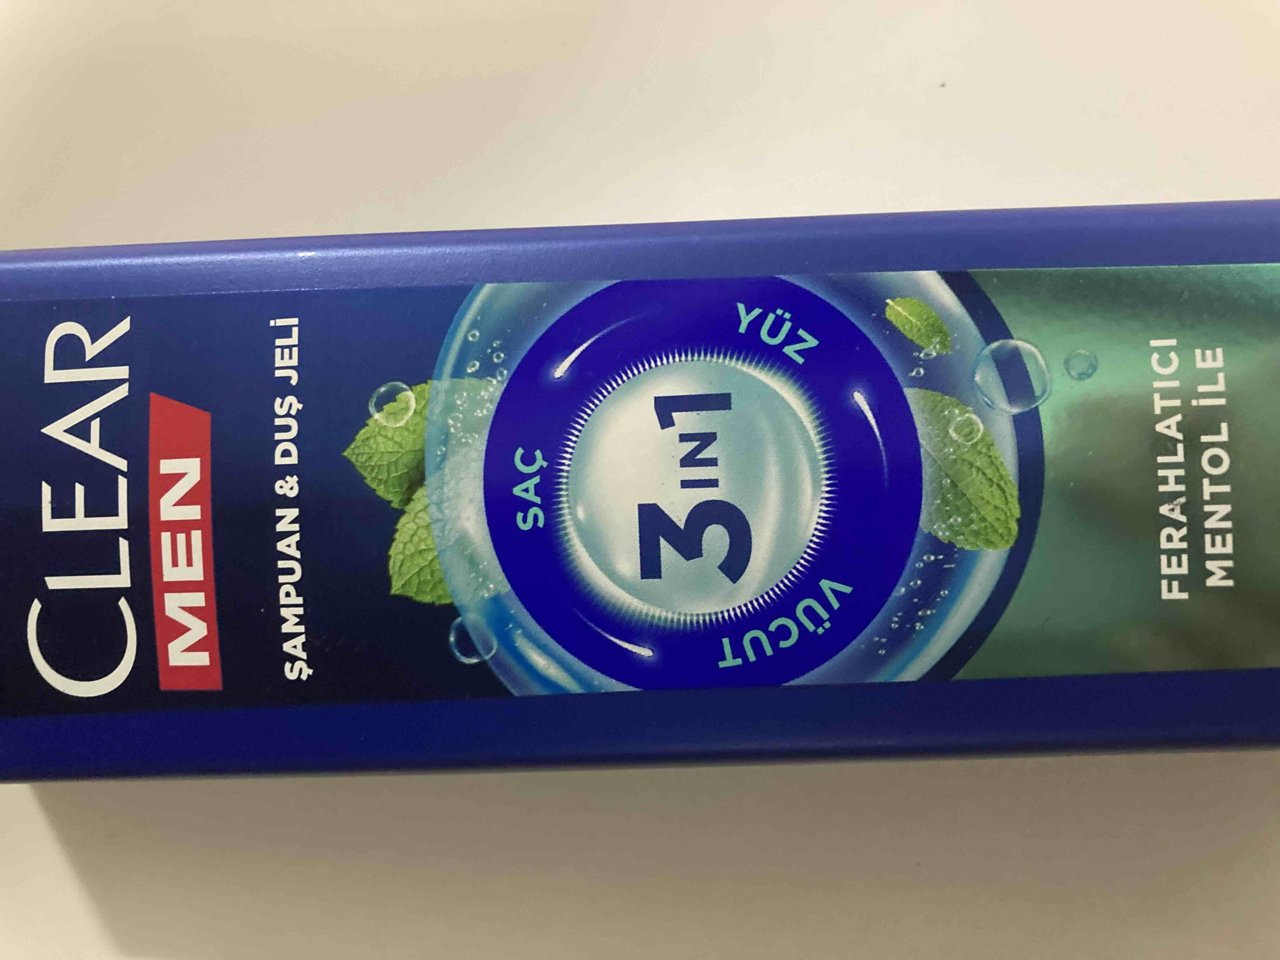 CLEAR
MEN
ŞAMPUAN & DUŞ JELİ
SAÇ
YÜZ
VÜCUT
3 IN 1
FERAHLATICI
MENTOL İLE